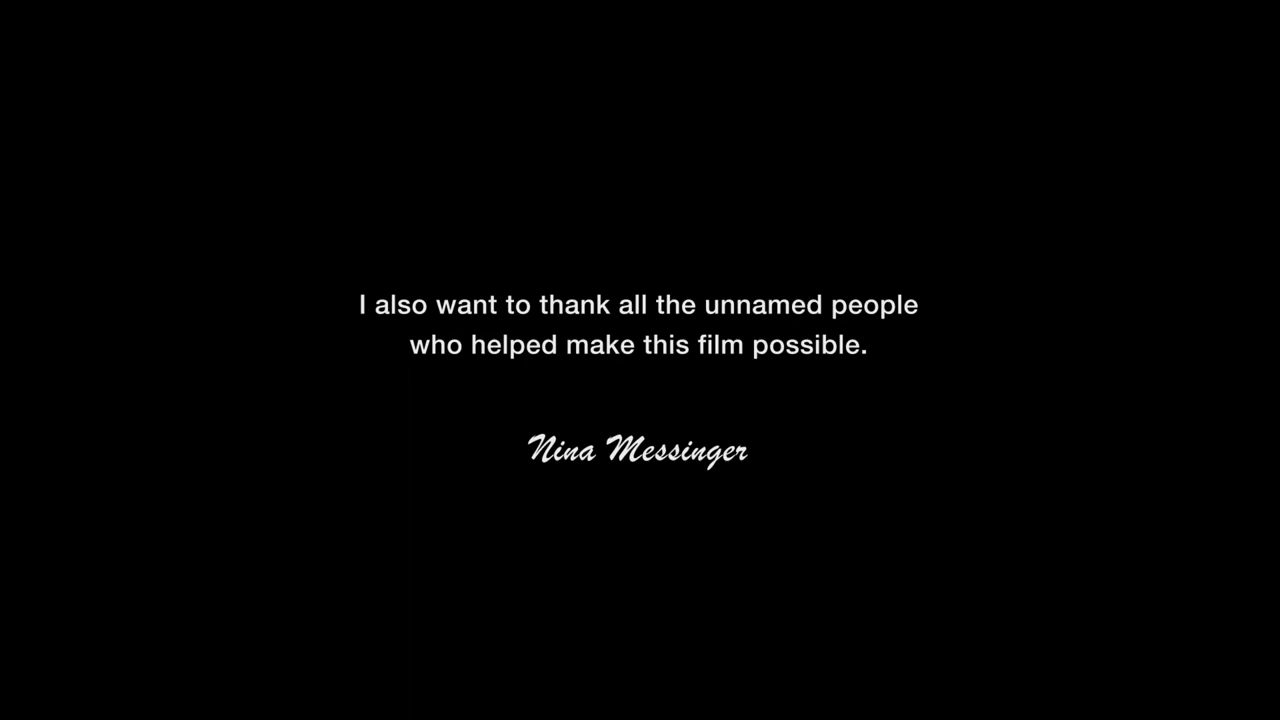 I also want to thank all the unnamed people
who helped make this film possible.
Nina Messinger